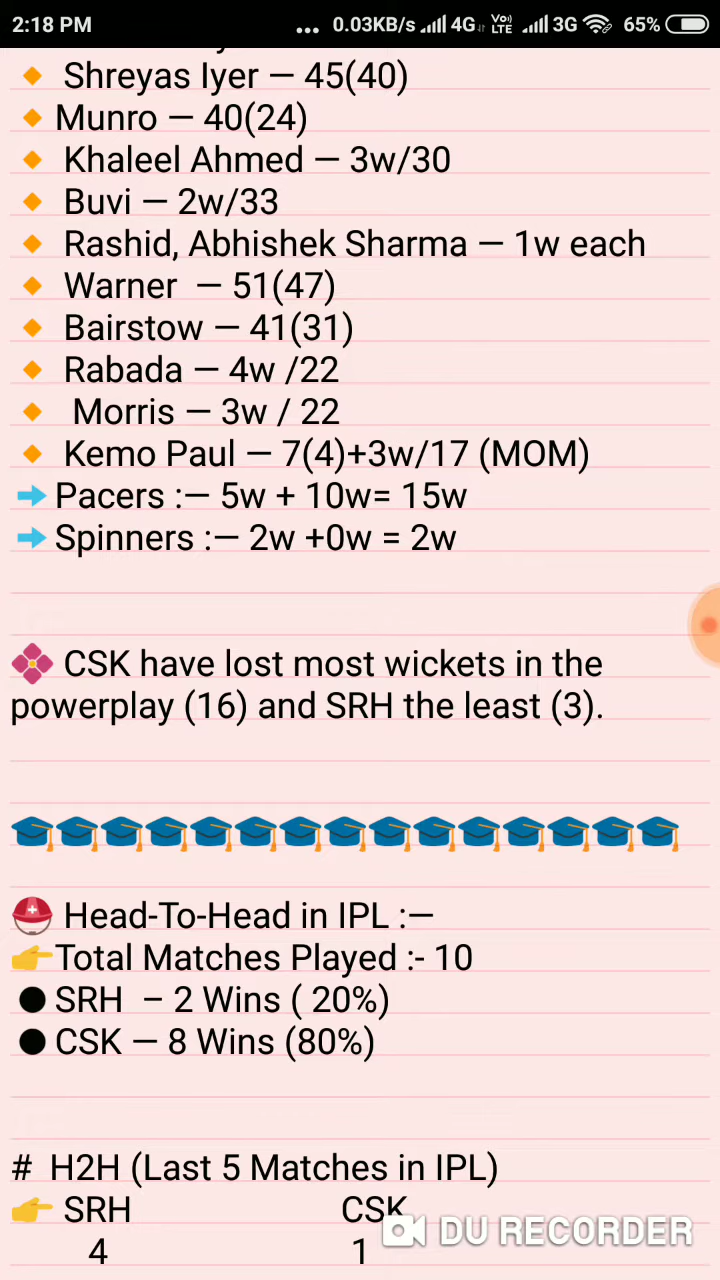 2:18 PM ... 0.03KB/s 4G VoLTE 3G 65%
Shreyas Iyer — 45(40)
Munro — 40(24)
Khaleel Ahmed — 3w/30
Buvi — 2w/33
Rashid, Abhishek Sharma — 1w each
Warner — 51(47)
Bairstow — 41(31)
Rabada — 4w /22
Morris — 3w / 22
Kemo Paul — 7(4)+3w/17 (MOM)
Pacers :— 5w + 10w= 15w
Spinners :— 2w +0w = 2w
CSK have lost most wickets in the
powerplay (16) and SRH the least (3).
Head-To-Head in IPL :—
Total Matches Played :- 10
SRH – 2 Wins ( 20%)
CSK — 8 Wins (80%)
# H2H (Last 5 Matches in IPL)
SRH CSK
4 1
DU RECORDER